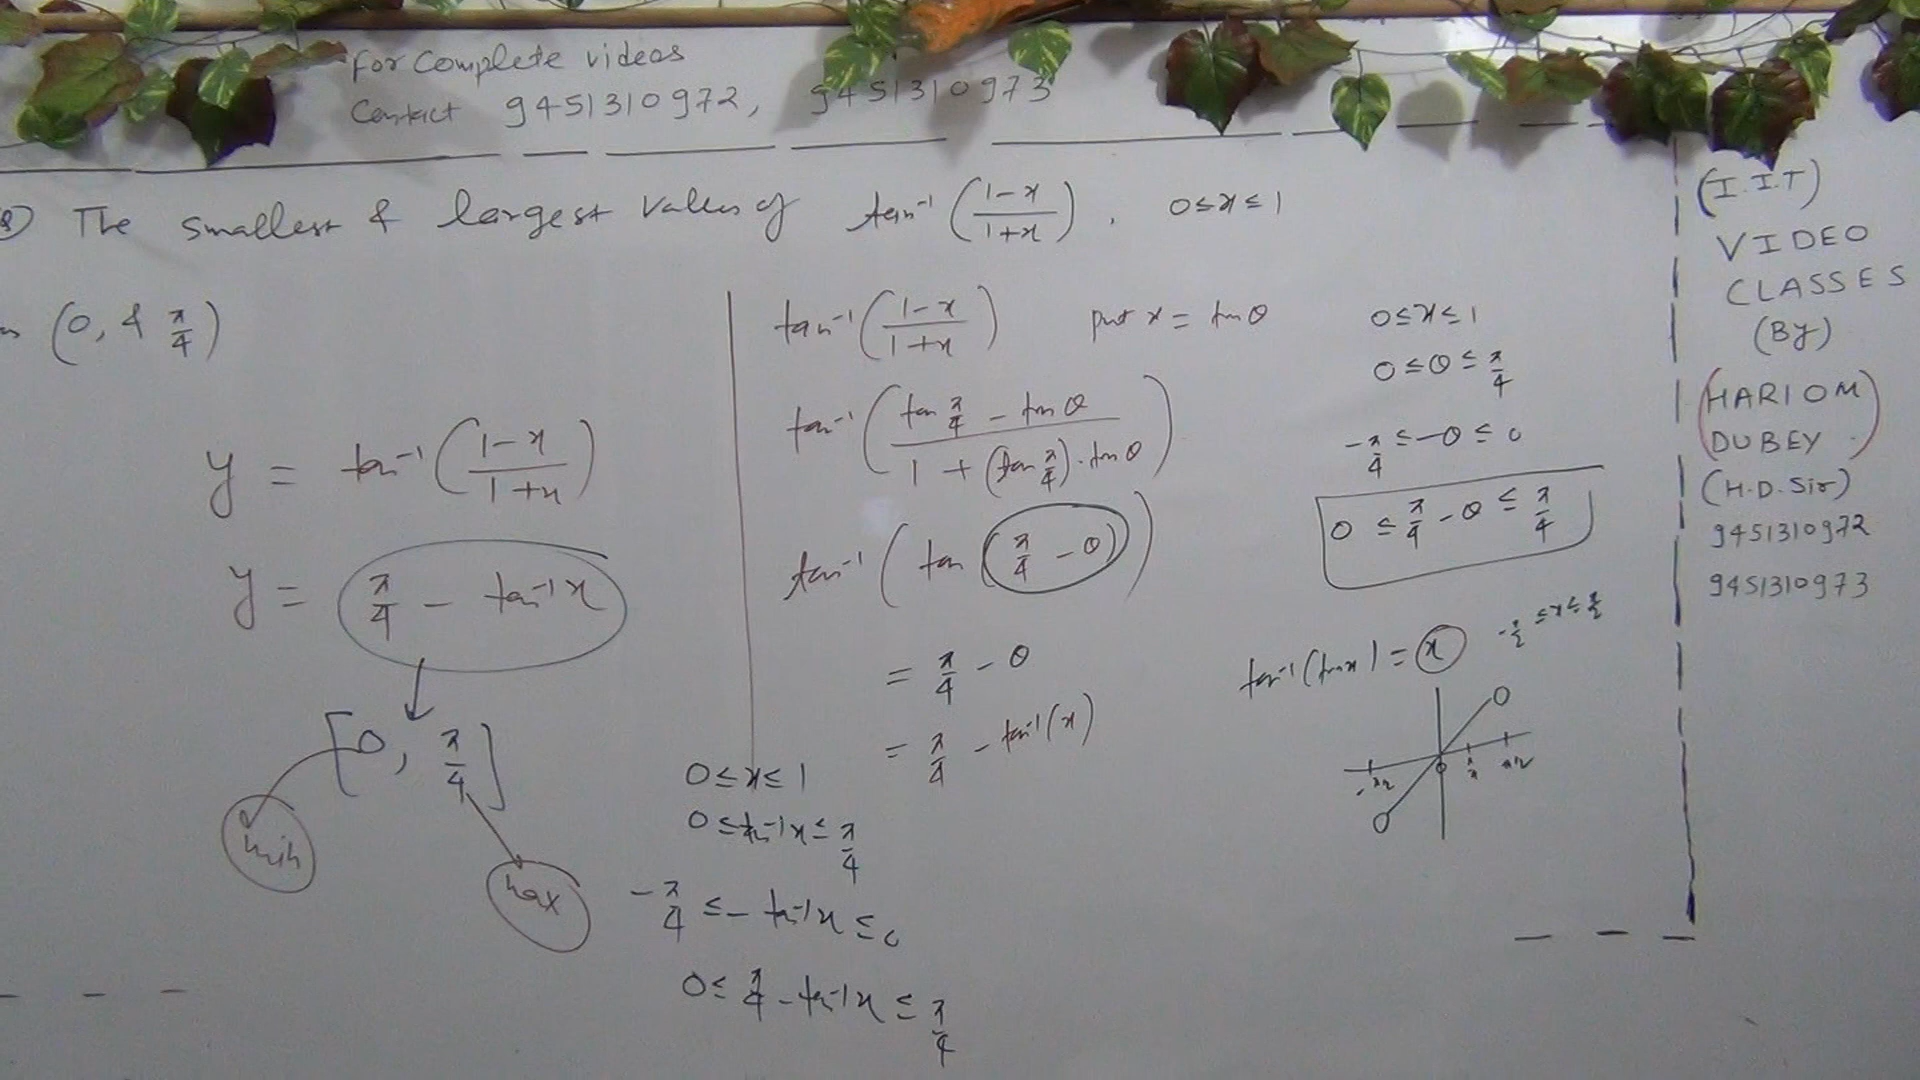 For Complete videos
Contact 9451310972, 9451310973
The smallest & largest values of tan⁻¹((1-x)/(1+x)), 0≤x≤1
(0, & π/4)
y = tan⁻¹((1-x)/(1+x))
y = π/4 - tan⁻¹x
[0, π/4]
min
max
tan⁻¹((1-x)/(1+x)) put x = tanθ
tan⁻¹((tan π/4 - tanθ)/(1 + (tan π/4)·tanθ))
tan⁻¹(tan(π/4 - θ))
= π/4 - θ
= π/4 - tan⁻¹(x)
0≤x≤1
0≤tan⁻¹x≤π/4
-π/4 ≤ -tan⁻¹x ≤0
0≤ π/4 - tan⁻¹x ≤ π/4
0≤x≤1
0≤θ≤π/4
-π/4 ≤ -θ ≤ 0
0 ≤ π/4 - θ ≤ π/4
tan⁻¹(tanx) = x -π/2 ≤x≤ π/2
-π/2 0 π/2
(I.I.T)
VIDEO
CLASSES
(By)
(HARIOM
DUBEY)
(H.D. Sir)
9451310972
9451310973